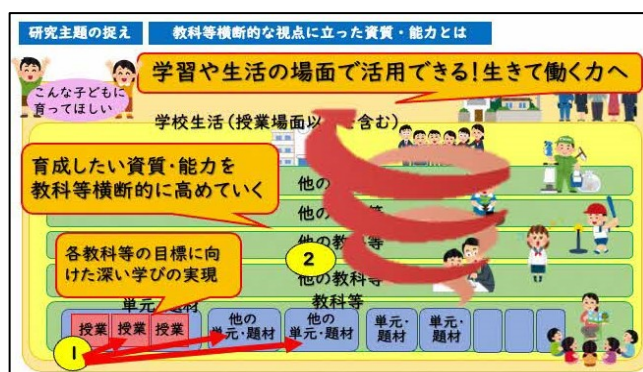 研究主題の捉え
教科等横断的な視点に立った資質・能力とは
こんな子どもに
育ってほしい
学習や生活の場面で活用できる!生きて働く力へ
学校生活(授業場面以 を含む)
育成したい資質・能力を
教科等横断的に高めていく
他の
他の教科等
他の教科等
他の教科等
2
各教科等の目標に向
けた深い学びの実現
単元・題材
教科等
授業
授業
授業
他の
単元・題材
他の
単元・題材
単元・
題材
単元・
題材
1